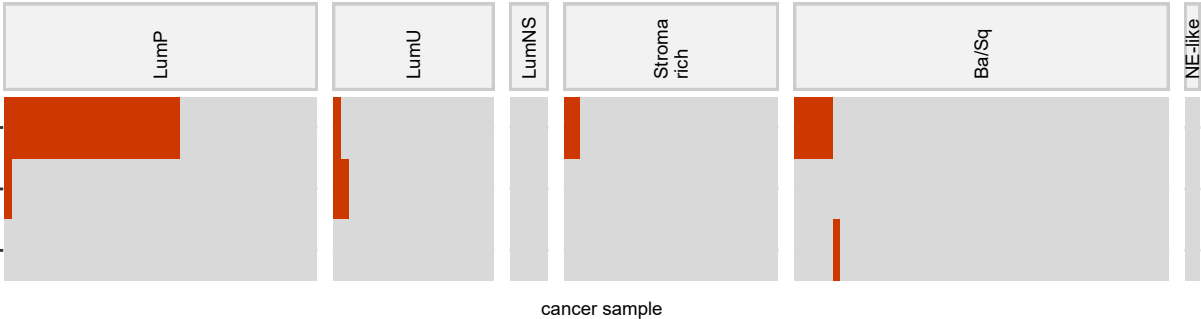 LumP
LumU
LumNS
Stroma
rich
Ba/Sq
NE-like
cancer sample